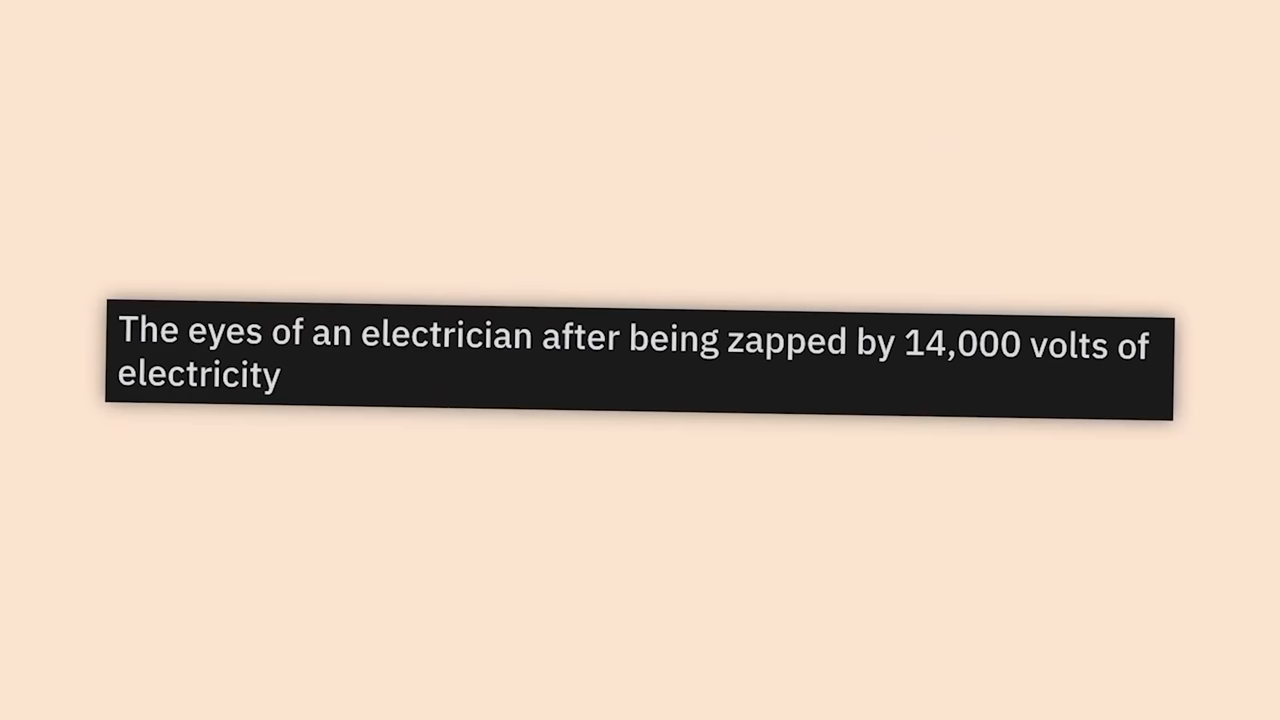 The eyes of an electrician after being zapped by 14,000 volts of
electricity